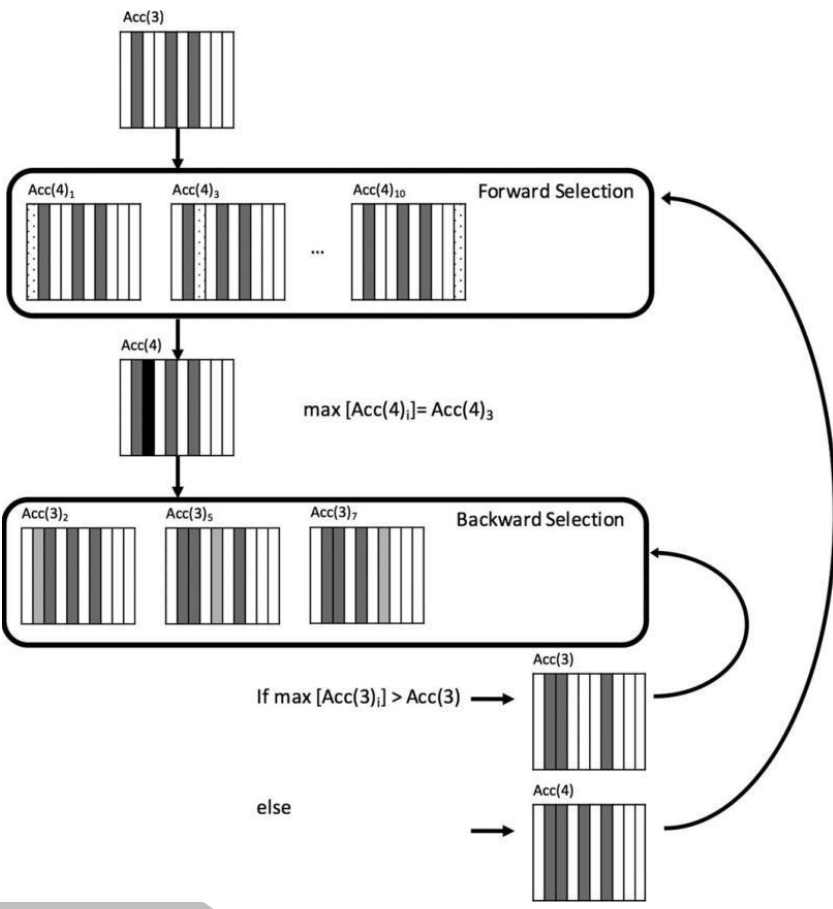 Acc(3)
Forward Selection
Acc(4)₁
Acc(4)₃
Acc(4)₁₀
...
Acc(4)
max [Acc(4)ᵢ]= Acc(4)₃
Backward Selection
Acc(3)₂
Acc(3)₅
Acc(3)₇
Acc(3)
If max [Acc(3)ᵢ] > Acc(3)
Acc(4)
else